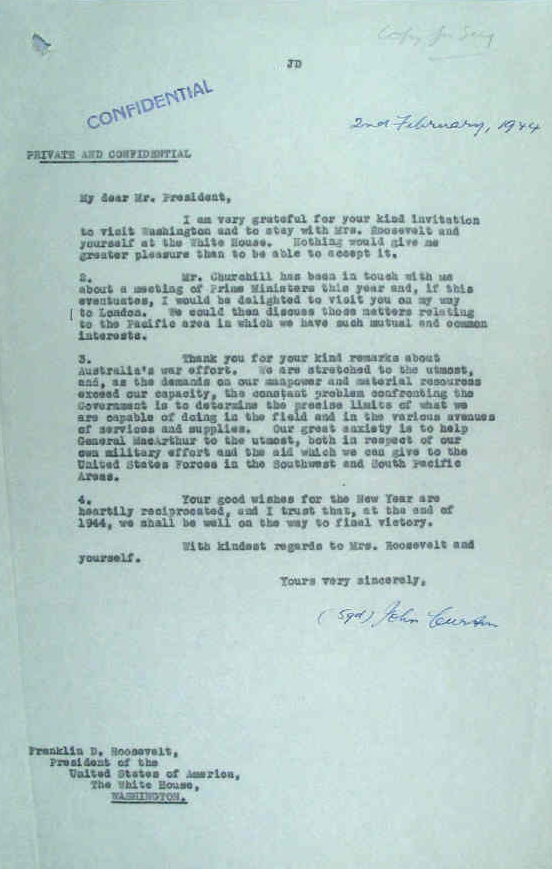 Copy for
JD
CONFIDENTIAL
2nd February, 1944
PRIVATE AND CONFIDENTIAL
My dear Mr. President,
I am very grateful for your kind invitation
to visit Washington and to stay with Mrs. Roosevelt and
yourself at the White House. Nothing would give me
greater pleasure than to be able to accept it.
2. Mr. Churchill has been in touch with me
about a meeting of Prime Ministers this year and, if this
eventuates, I would be delighted to visit you on my way
[ to London. We could then discuss those matters relating
to the Pacific area in which we have such mutual and common
interests.
3. Thank you for your kind remarks about
Australia's war effort. We are stretched to the utmost,
and, as the demands on our manpower and material resources
exceed our capacity, the constant problem confronting the
Government is to determine the precise limits of what we
are capable of doing in the field and in the various avenues
of services and supplies. Our great anxiety is to help
General MacArthur to the utmost, both in respect of our
own military effort and the aid which we can give to the
United States Forces in the Southwest and South Pacific
Areas.
4. Your good wishes for the New Year are
heartily reciprocated, and I trust that, at the end of
1944, we shall be well on the way to final victory.
With kindest regards to Mrs. Roosevelt and
yourself.
Yours very sincerely,
(Sgd) John Curtin
Franklin D. Roosevelt,
President of the
United States of America,
The White House,
WASHINGTON.